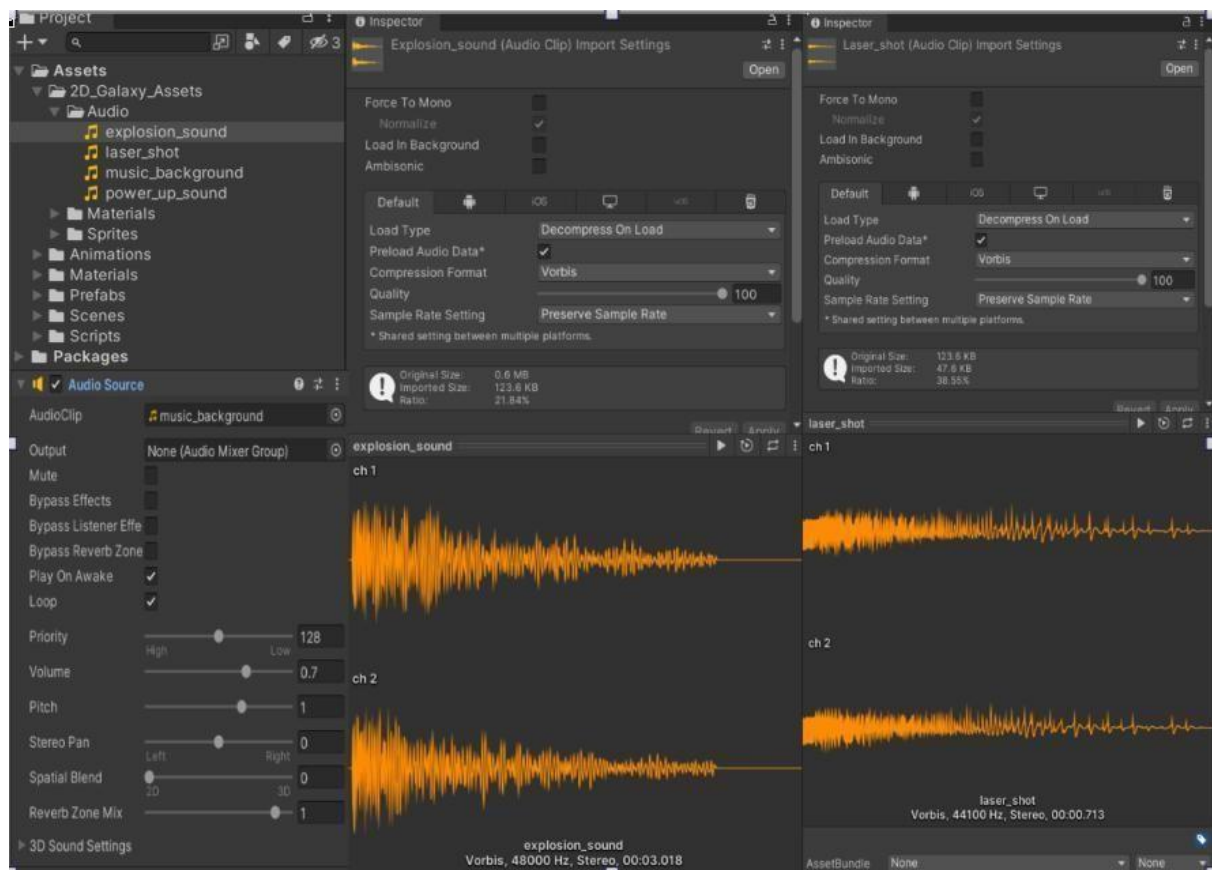 Project
3
Assets
2D_Galaxy_Assets
Audio
explosion_sound
laser_shot
music_background
power_up_sound
Materials
Sprites
Animations
Materials
Prefabs
Scenes
Scripts
Packages
Audio Source
AudioClip music_background
Output None (Audio Mixer Group)
Mute
Bypass Effects
Bypass Listener Effe
Bypass Reverb Zone
Play On Awake
Loop
Priority 128
High Low
Volume 0.7
Pitch 1
Stereo Pan 0
Left Right
Spatial Blend 0
2D 3D
Reverb Zone Mix 1
3D Sound Settings
Inspector
Explosion_sound (Audio Clip) Import Settings
Open
Force To Mono
Normalize
Load In Background
Ambisonic
Default iOS
Load Type Decompress On Load
Preload Audio Data*
Compression Format Vorbis
Quality 100
Sample Rate Setting Preserve Sample Rate
* Shared setting between multiple platforms.
Original Size: 0.6 MB
Imported Size: 123.6 KB
Ratio: 21.84%
Revert Apply
explosion_sound
ch 1
ch 2
explosion_sound
Vorbis, 48000 Hz, Stereo, 00:03.018
Inspector
Laser_shot (Audio Clip) Import Settings
Open
Force To Mono
Normalize
Load In Background
Ambisonic
Default iOS
Load Type Decompress On Load
Preload Audio Data*
Compression Format Vorbis
Quality 100
Sample Rate Setting Preserve Sample Rate
* Shared setting between multiple platforms.
Original Size: 123.6 KB
Imported Size: 47.6 KB
Ratio: 38.55%
Revert Apply
laser_shot
ch 1
ch 2
laser_shot
Vorbis, 44100 Hz, Stereo, 00:00.713
AssetBundle None None